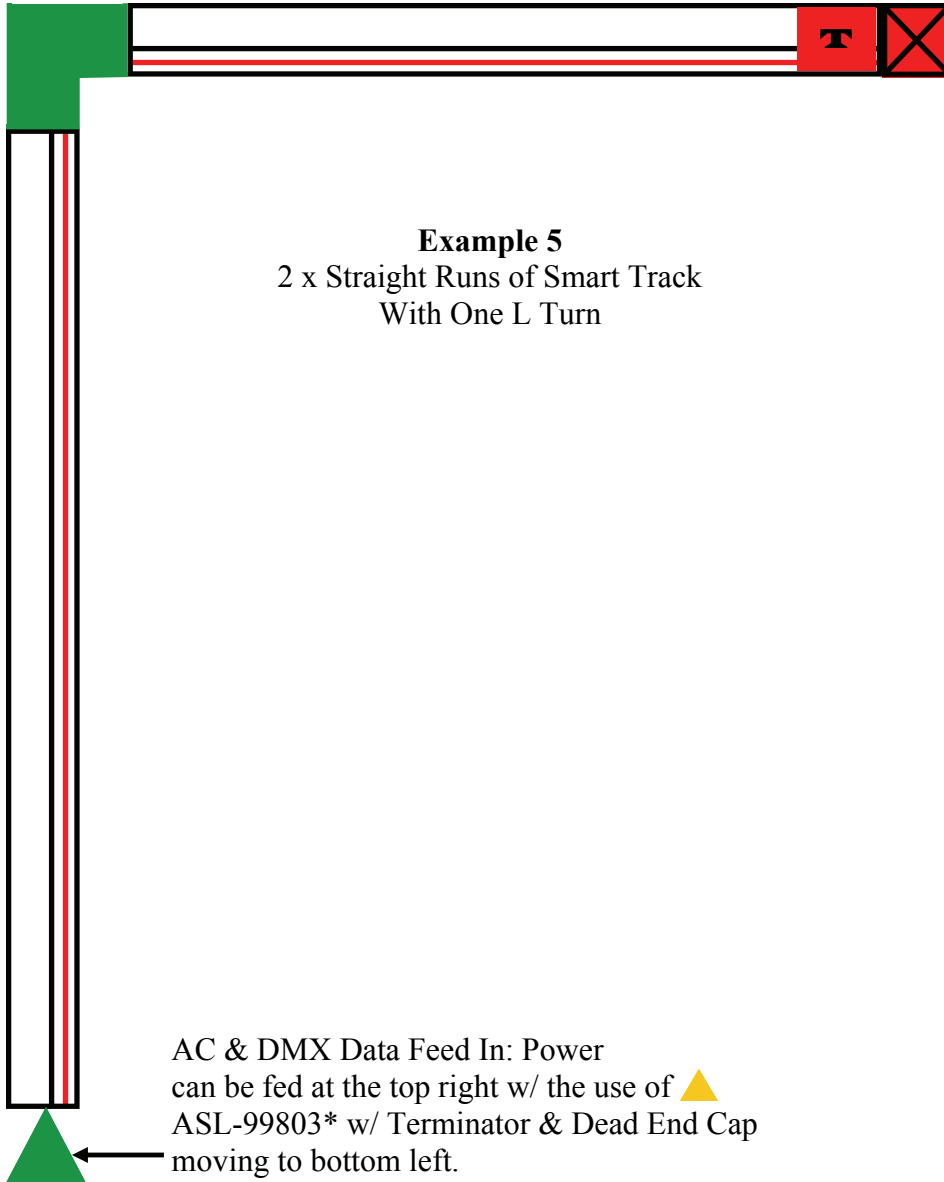 T
Example 5
2 x Straight Runs of Smart Track
With One L Turn
AC & DMX Data Feed In: Power
can be fed at the top right w/ the use of
ASL-99803* w/ Terminator & Dead End Cap
moving to bottom left.